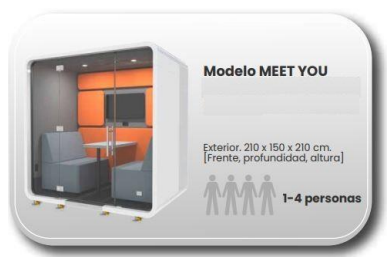 Modelo MEET YOU
Exterior. 210 x 150 x 210 cm.
[Frente, profundidad, altura]
1-4 personas